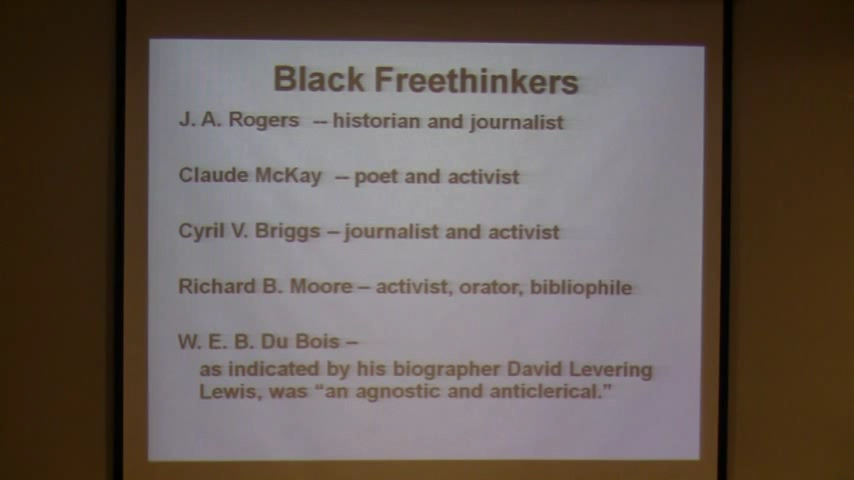 Black Freethinkers
J. A. Rogers -- historian and journalist
Claude McKay -- poet and activist
Cyril V. Briggs – journalist and activist
Richard B. Moore – activist, orator, bibliophile
W. E. B. Du Bois –
as indicated by his biographer David Levering
Lewis, was “an agnostic and anticlerical.”